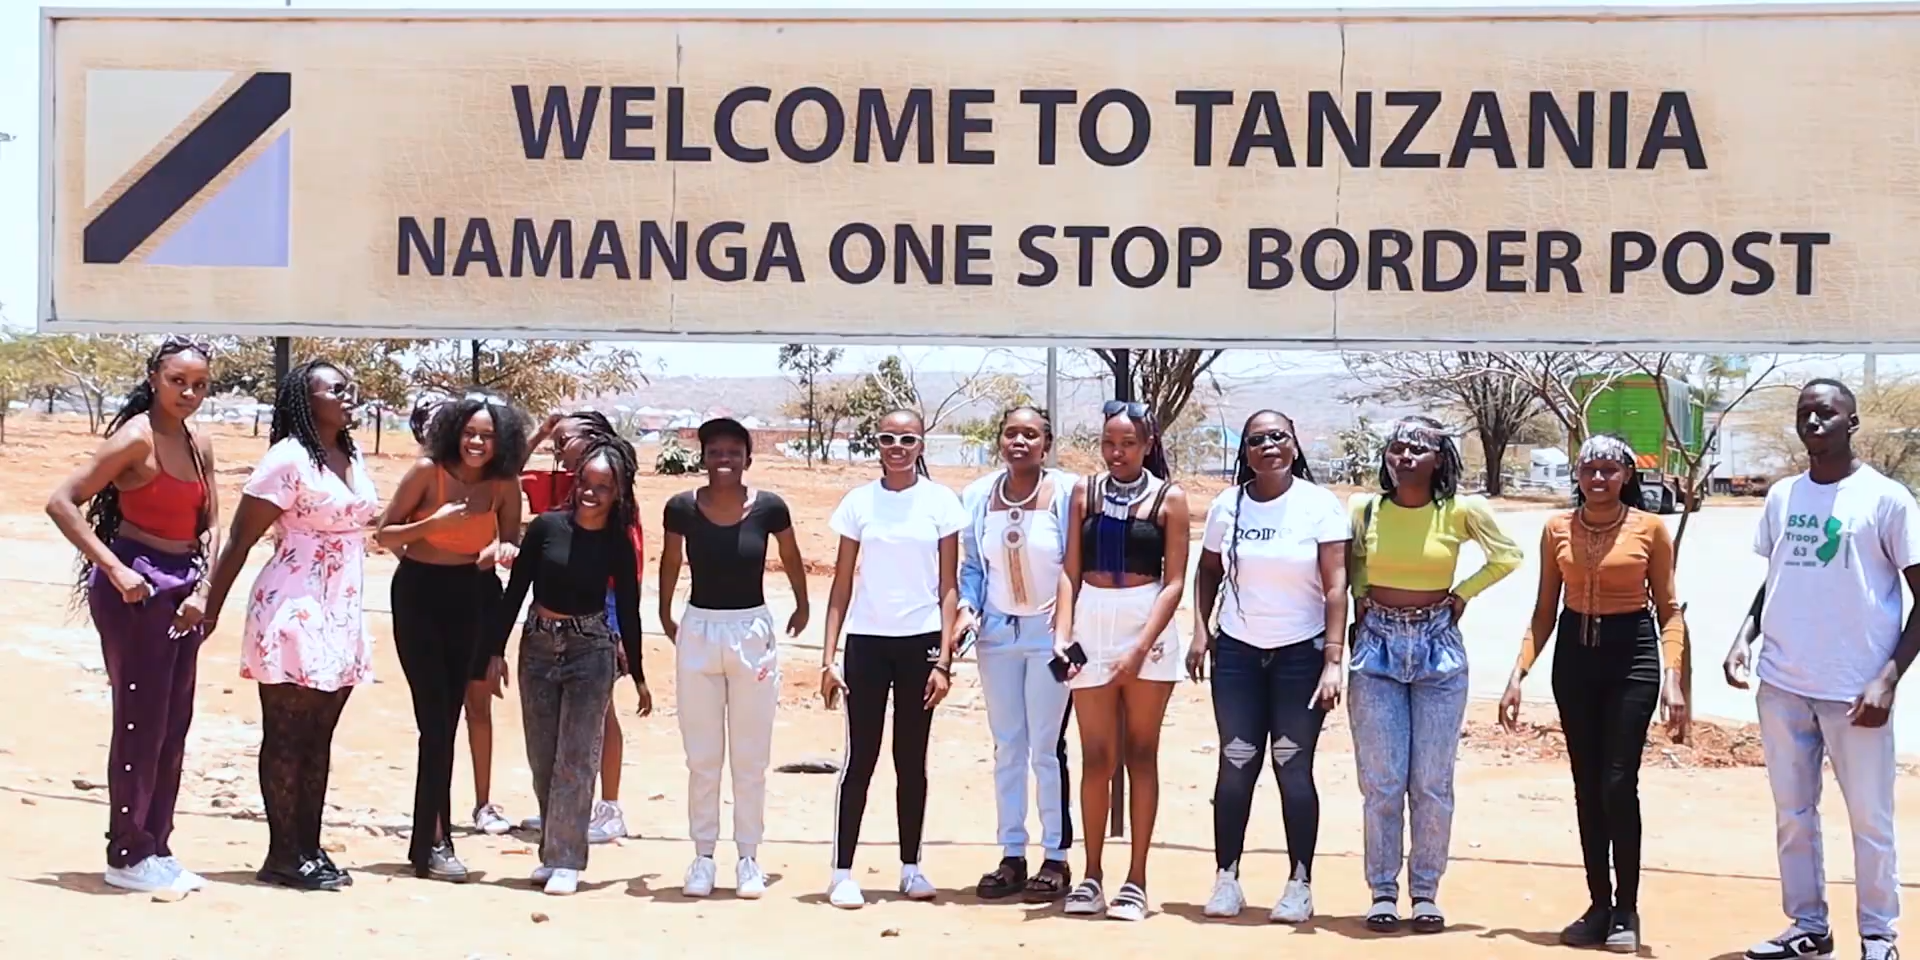 WELCOME TO TANZANIA
NAMANGA ONE STOP BORDER POST
BSA
Troop
63